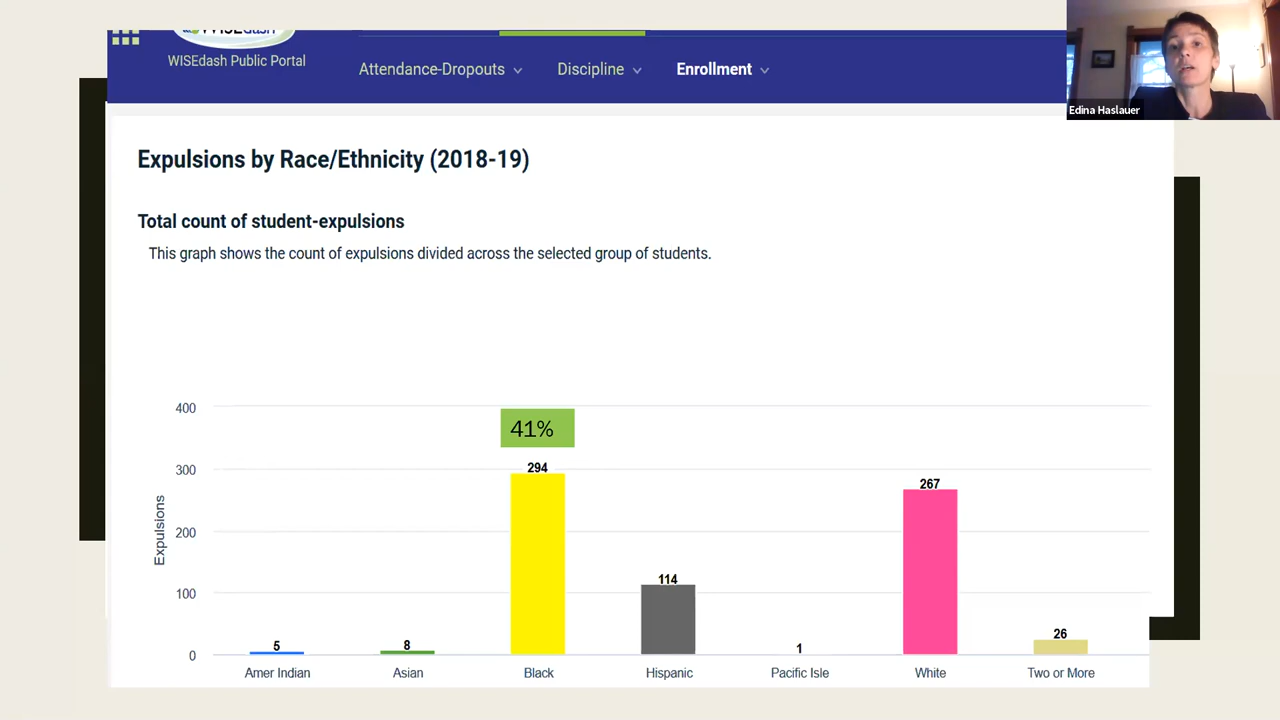 WISEdash
WISEdash Public Portal
Attendance-Dropouts
Discipline
Enrollment
Edina Haslauer
Expulsions by Race/Ethnicity (2018-19)
Total count of student-expulsions
This graph shows the count of expulsions divided across the selected group of students.
400
300
200
100
0
Expulsions
41%
5
8
294
114
1
267
26
Amer Indian
Asian
Black
Hispanic
Pacific Isle
White
Two or More